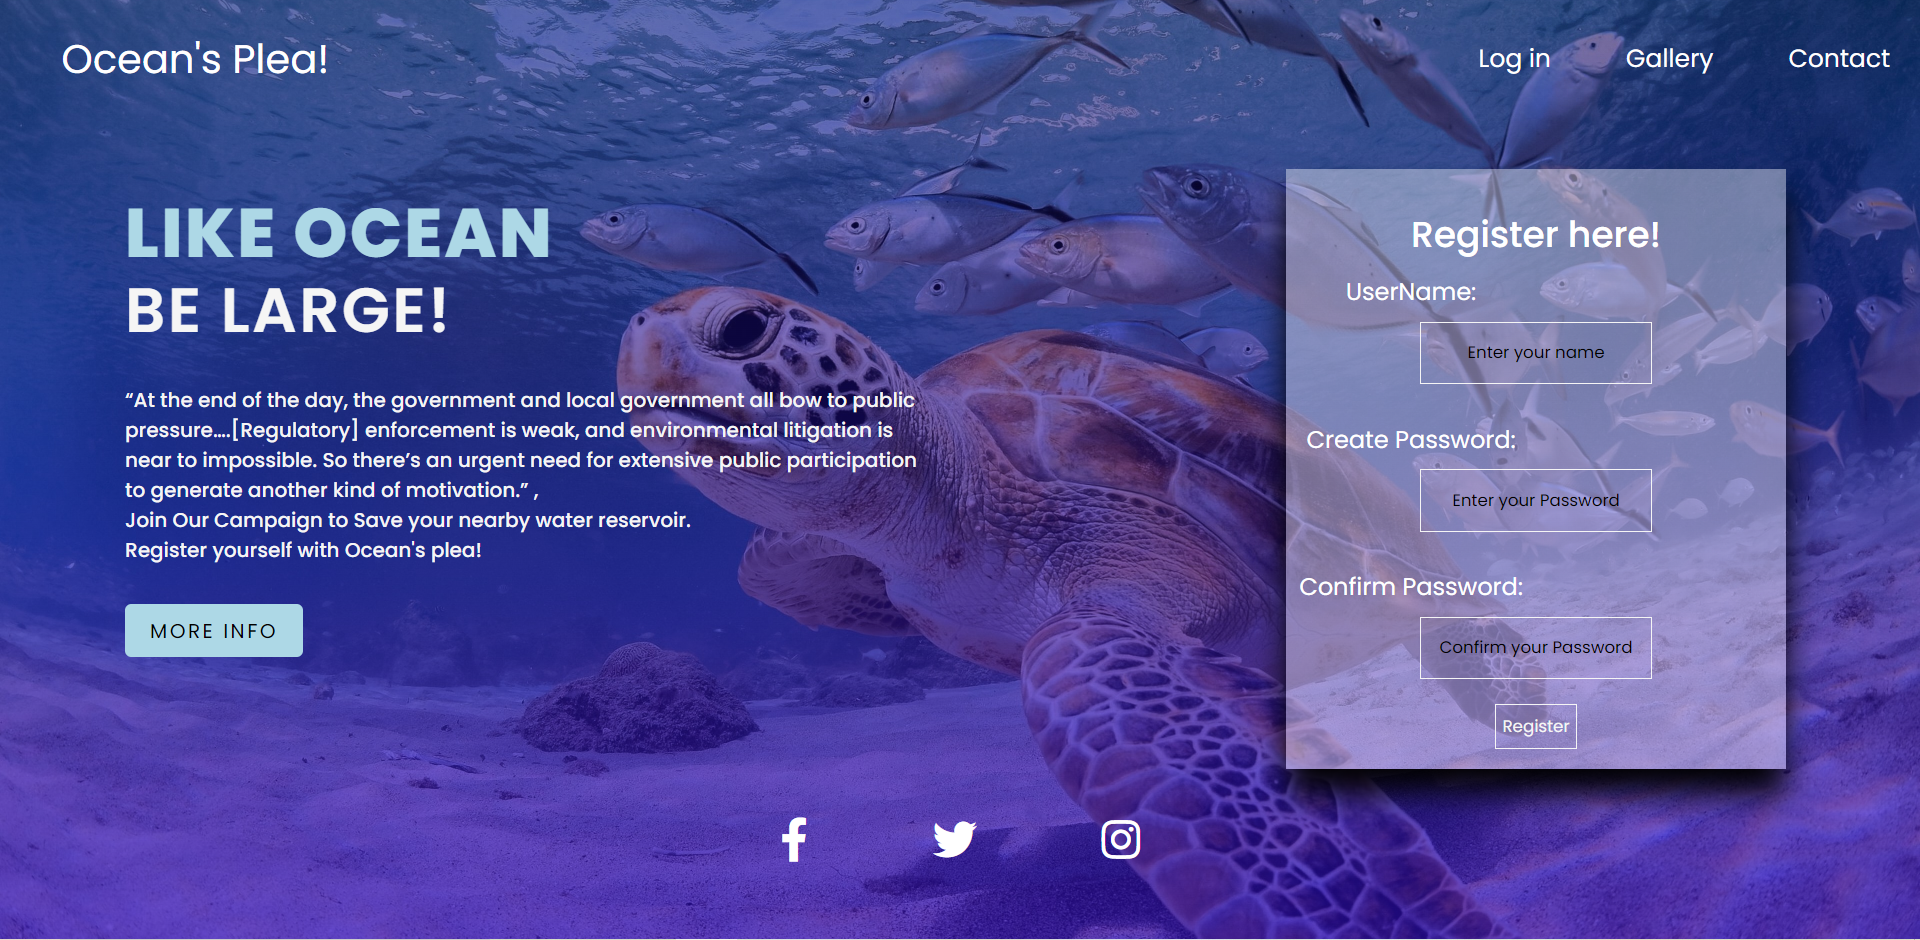 Ocean's Plea!
Log in
Gallery
Contact
LIKE OCEAN
BE LARGE!
“At the end of the day, the government and local government all bow to public
pressure….[Regulatory] enforcement is weak, and environmental litigation is
near to impossible. So there’s an urgent need for extensive public participation
to generate another kind of motivation.” ,
Join Our Campaign to Save your nearby water reservoir.
Register yourself with Ocean's plea!
MORE INFO
Register here!
UserName:
Enter your name
Create Password:
Enter your Password
Confirm Password:
Confirm your Password
Register